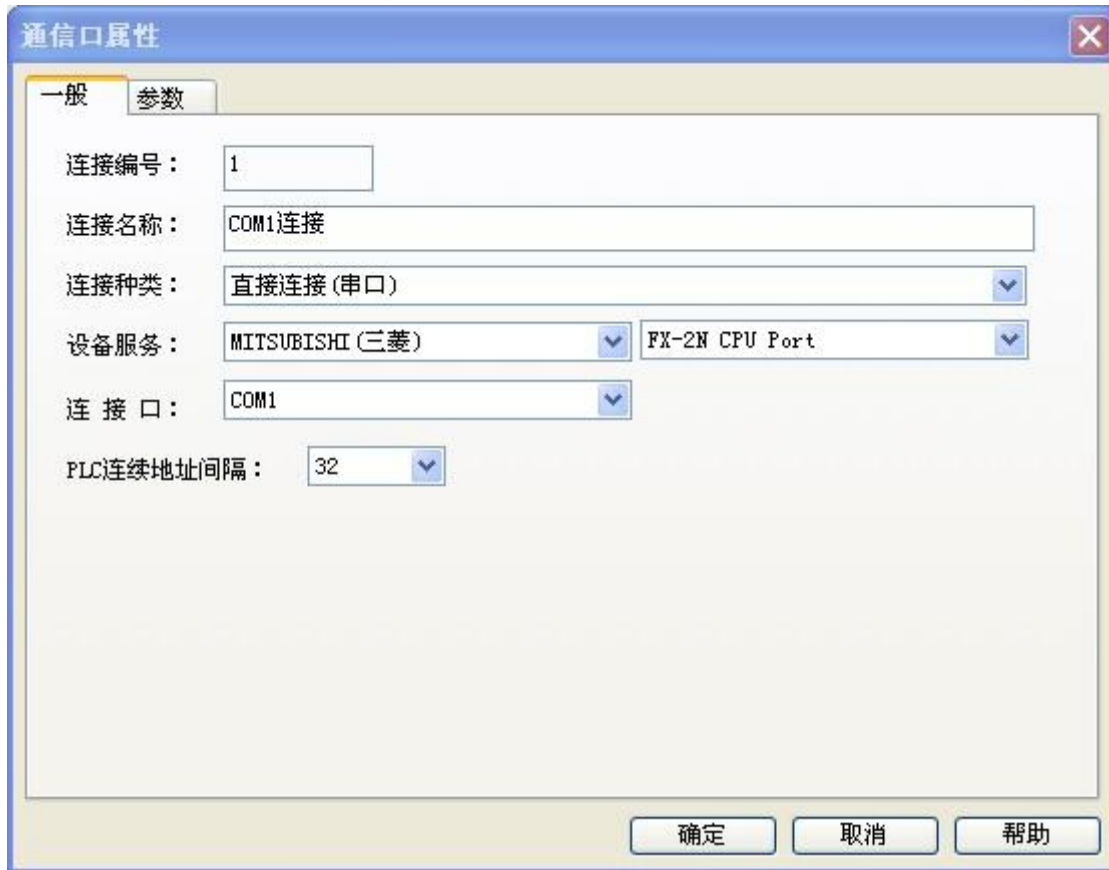 通信口属性
一般 参数
连接编号： 1
连接名称： COM1连接
连接种类： 直接连接(串口)
设备服务： MITSUBISHI(三菱) FX-2N CPU Port
连 接 口： COM1
PLC连续地址间隔： 32
确定 取消 帮助